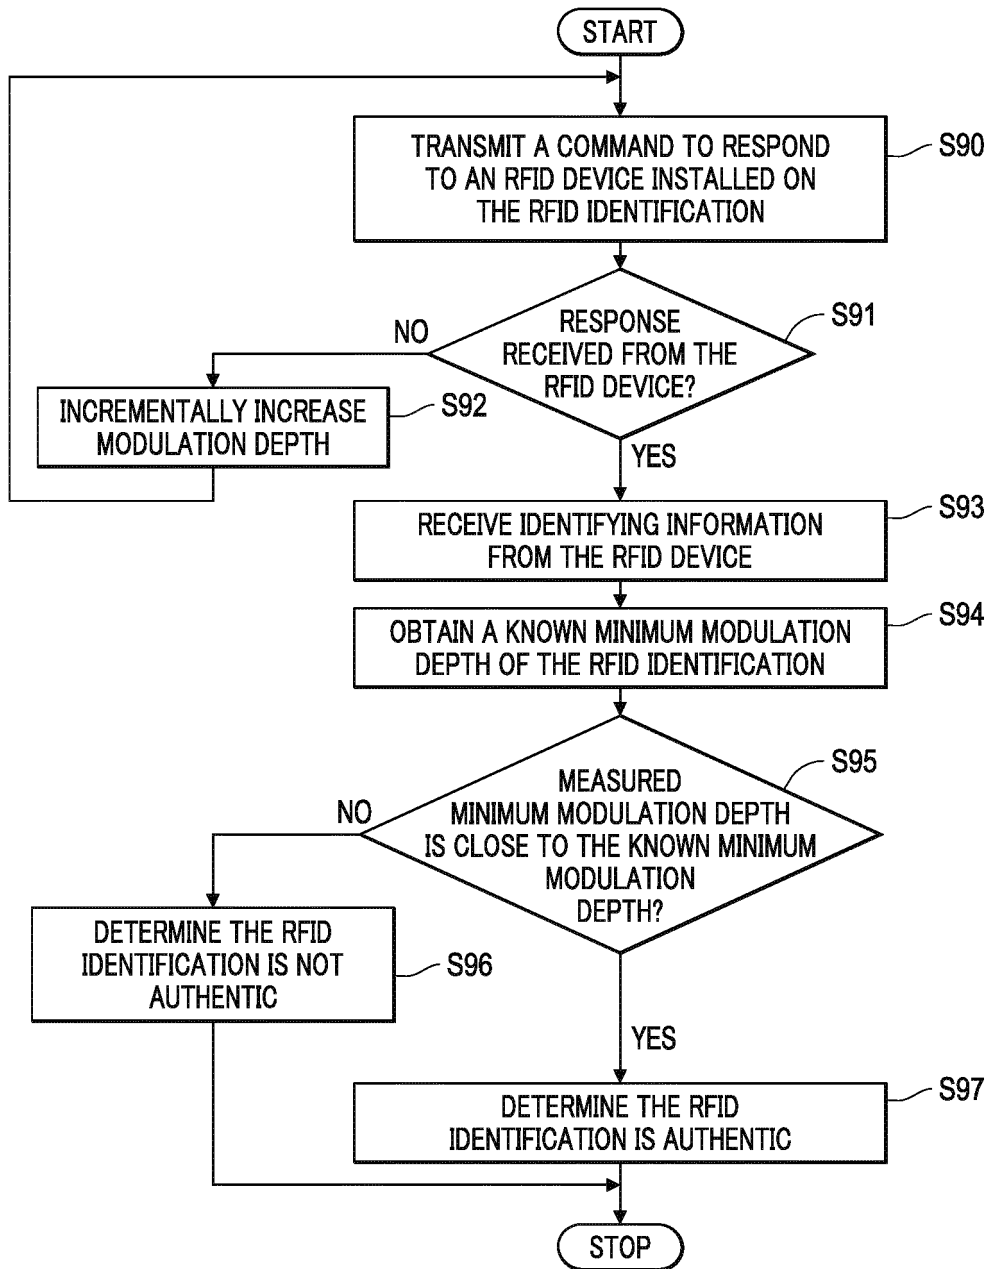 START
TRANSMIT A COMMAND TO RESPOND
TO AN RFID DEVICE INSTALLED ON
THE RFID IDENTIFICATION
S90
RESPONSE
RECEIVED FROM THE
RFID DEVICE?
S91
NO
INCREMENTALLY INCREASE
MODULATION DEPTH
S92
YES
RECEIVE IDENTIFYING INFORMATION
FROM THE RFID DEVICE
S93
OBTAIN A KNOWN MINIMUM MODULATION
DEPTH OF THE RFID IDENTIFICATION
S94
MEASURED
MINIMUM MODULATION DEPTH
IS CLOSE TO THE KNOWN MINIMUM
MODULATION
DEPTH?
S95
NO
DETERMINE THE RFID
IDENTIFICATION IS NOT
AUTHENTIC
S96
YES
DETERMINE THE RFID
IDENTIFICATION IS AUTHENTIC
S97
STOP